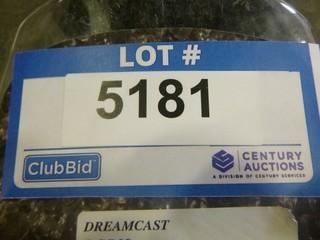 LOT #
5181
ClubBid
CENTURY
AUCTIONS
A DIVISION OF CENTURY SERVICES
DREAMCAST